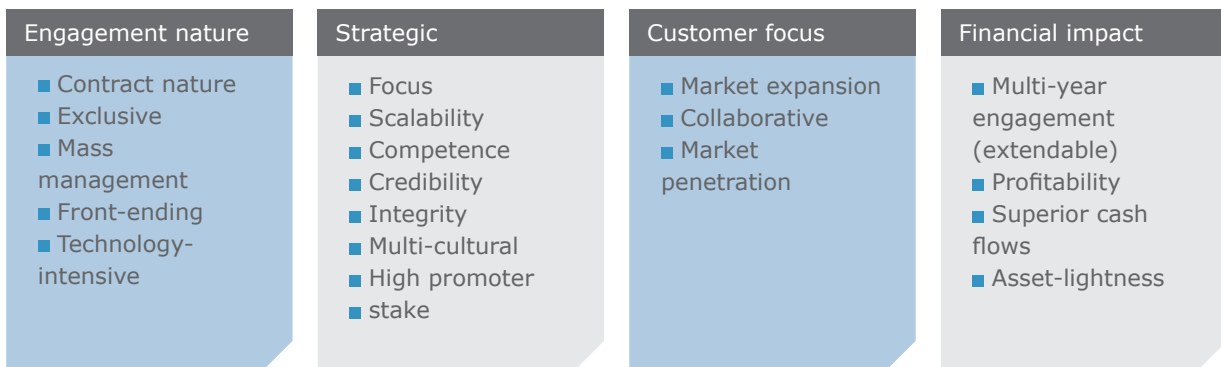 Engagement nature
Contract nature
Exclusive
Mass
management
Front-ending
Technology-
intensive
Strategic
Focus
Scalability
Competence
Credibility
Integrity
Multi-cultural
High promoter
stake
Customer focus
Market expansion
Collaborative
Market
penetration
Financial impact
Multi-year
engagement
(extendable)
Profitability
Superior cash
flows
Asset-lightness